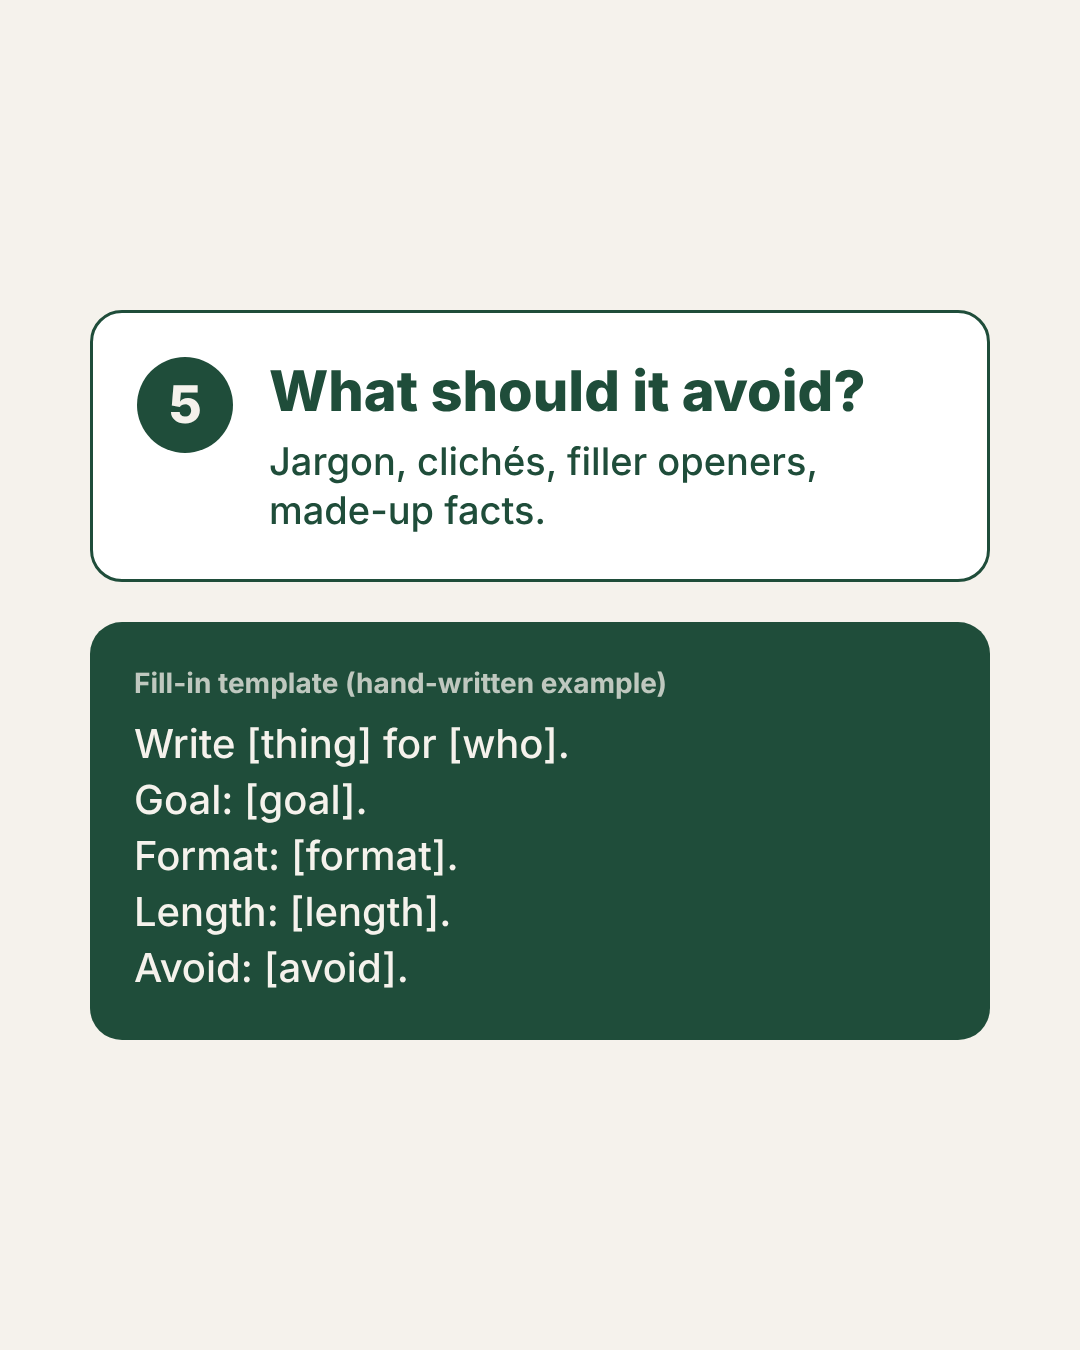 5
What should it avoid?
Jargon, clichés, filler openers,
made-up facts.
Fill-in template (hand-written example)
Write [thing] for [who].
Goal: [goal].
Format: [format].
Length: [length].
Avoid: [avoid].